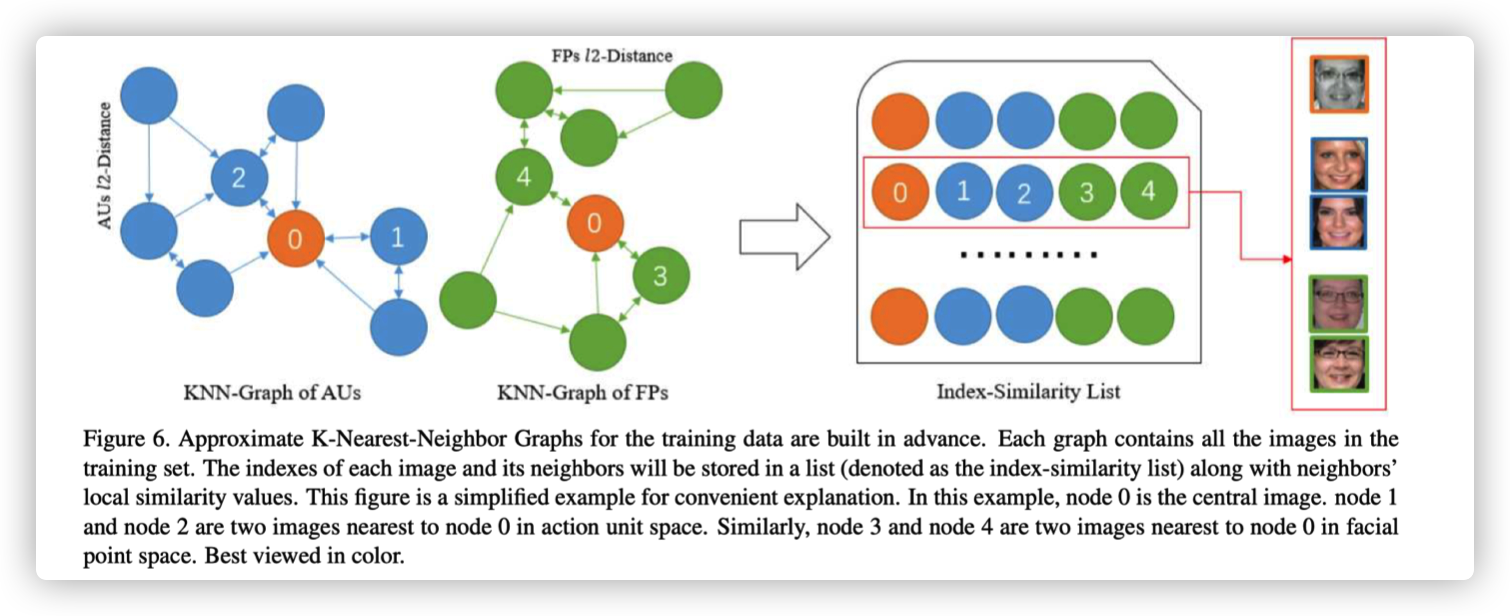 FPs l2-Distance
AUs l2-Distance
2
0
1
4
0
3
0 1 2 3 4
.........
KNN-Graph of AUs
KNN-Graph of FPs
Index-Similarity List
Figure 6. Approximate K-Nearest-Neighbor Graphs for the training data are built in advance. Each graph contains all the images in the
training set. The indexes of each image and its neighbors will be stored in a list (denoted as the index-similarity list) along with neighbors’
local similarity values. This figure is a simplified example for convenient explanation. In this example, node 0 is the central image. node 1
and node 2 are two images nearest to node 0 in action unit space. Similarly, node 3 and node 4 are two images nearest to node 0 in facial
point space. Best viewed in color.